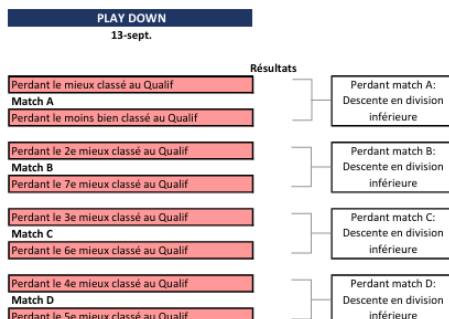 PLAY DOWN
13-sept.
Résultats
Perdant le mieux classé au Qualif
Match A
Perdant le moins bien classé au Qualif
Perdant match A:
Descente en division
inférieure
Perdant le 2e mieux classé au Qualif
Match B
Perdant le 7e mieux classé au Qualif
Perdant match B:
Descente en division
inférieure
Perdant le 3e mieux classé au Qualif
Match C
Perdant le 6e mieux classé au Qualif
Perdant match C:
Descente en division
inférieure
Perdant le 4e mieux classé au Qualif
Match D
Perdant le 5e mieux classé au Qualif
Perdant match D:
Descente en division
inférieure